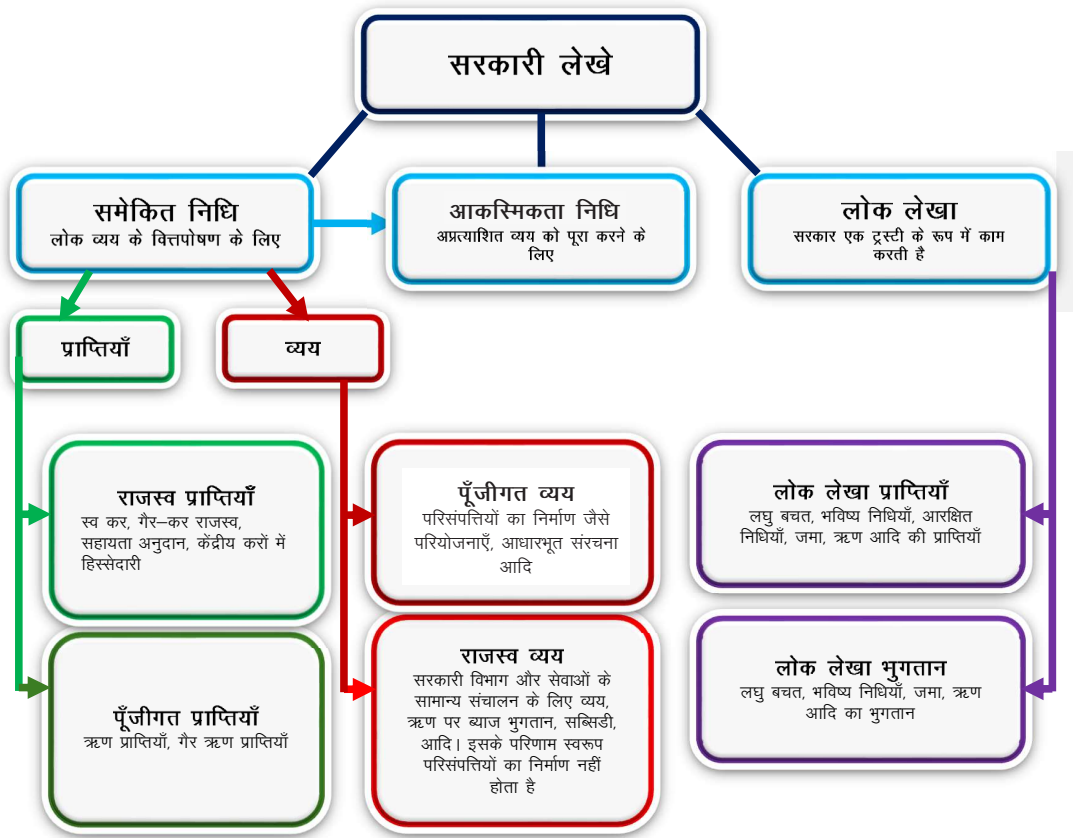 सरकारी लेखे
समेकित निधि
लोक व्यय के वित्तपोषण के लिए
आकस्मिकता निधि
अप्रत्याशित व्यय को पूरा करने के
लिए
लोक लेखा
सरकार एक ट्रस्टी के रूप में काम
करती है
प्राप्तियाँ
व्यय
राजस्व प्राप्तियाँ
स्व कर, गैर–कर राजस्व,
सहायता अनुदान, केंद्रीय करों में
हिस्सेदारी
पूँजीगत व्यय
परिसंपत्तियों का निर्माण जैसे
परियोजनाएँ, आधारभूत संरचना
आदि
लोक लेखा प्राप्तियाँ
लघु बचत, भविष्य निधियाँ, आरक्षित
निधियाँ, जमा, ऋण आदि की प्राप्तियाँ
पूँजीगत प्राप्तियाँ
ऋण प्राप्तियाँ, गैर ऋण प्राप्तियाँ
राजस्व व्यय
सरकारी विभाग और सेवाओं के
सामान्य संचालन के लिए व्यय,
ऋण पर ब्याज भुगतान, सब्सिडी,
आदि। इसके परिणाम स्वरूप
परिसंपत्तियों का निर्माण नहीं
होता है
लोक लेखा भुगतान
लघु बचत, भविष्य निधियाँ, जमा, ऋण
आदि का भुगतान